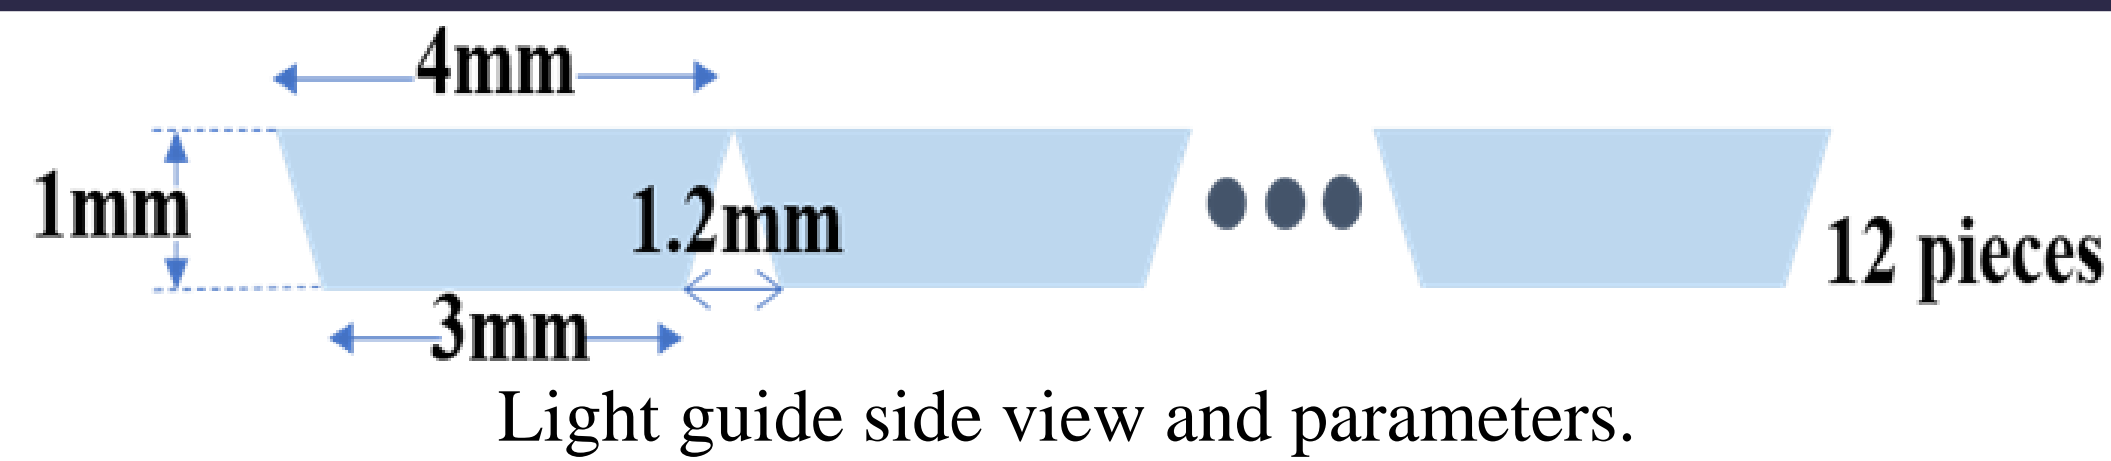 4mm
1mm
1.2mm
12 pieces
3mm
Light guide side view and parameters.